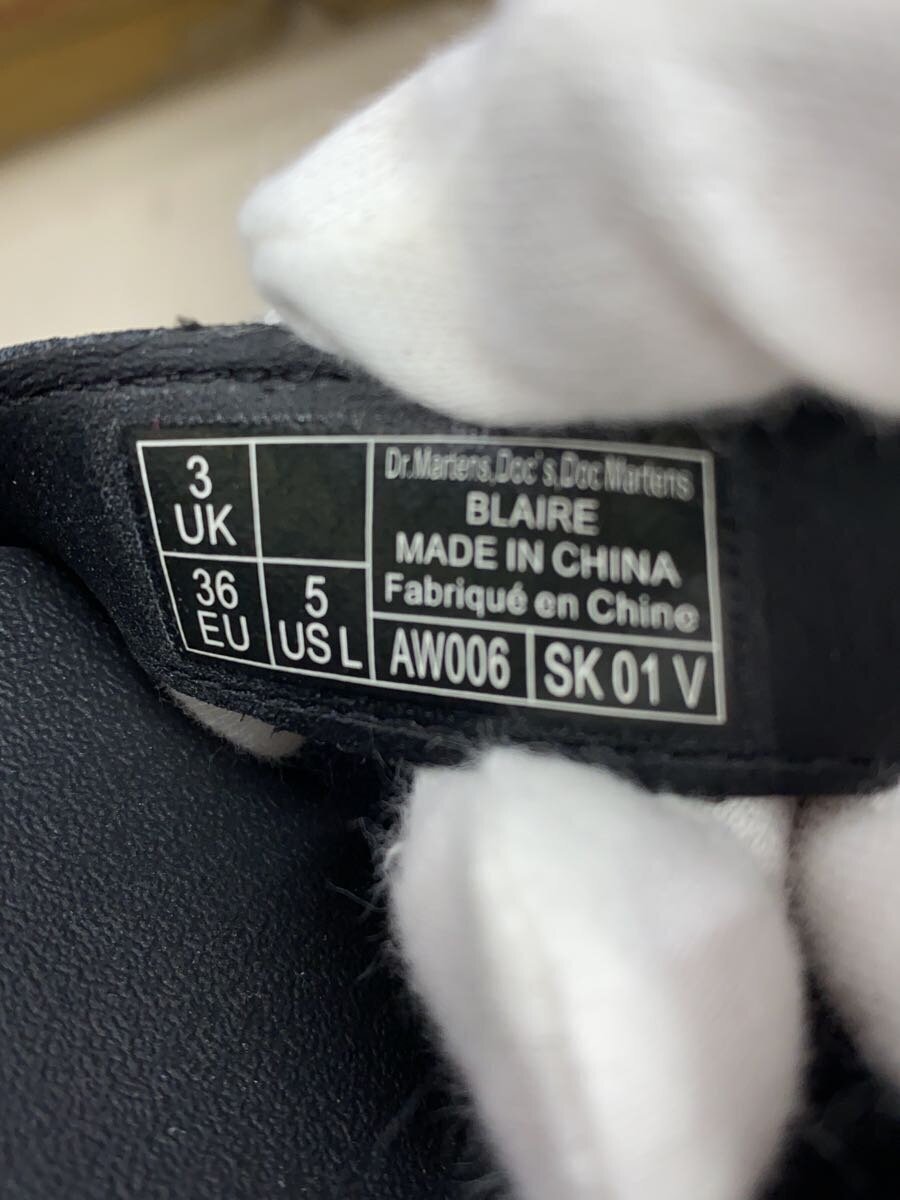 3
UK
36
EU
5
US L
Dr.Martens,Doc's,Doc Martens
BLAIRE
MADE IN CHINA
Fabriqué en Chine
AW006
SK 01 V